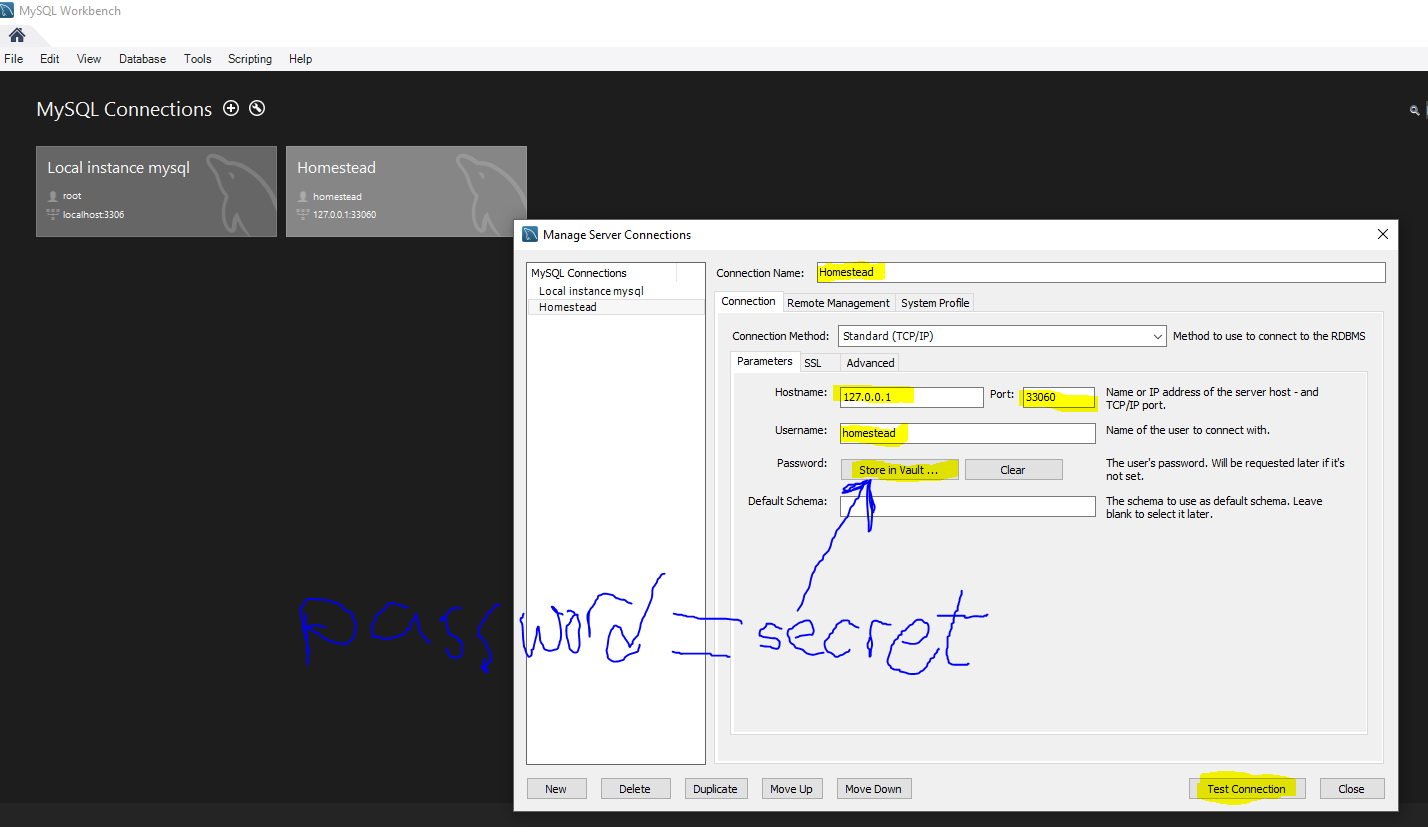 MySQL Workbench
File Edit View Database Tools Scripting Help
MySQL Connections
Local instance mysql
root
localhost:3306
Homestead
homestead
127.0.0.1:33060
Manage Server Connections
MySQL Connections
Local instance mysql
Homestead
Connection Name: Homestead
Connection Remote Management System Profile
Connection Method: Standard (TCP/IP) Method to use to connect to the RDBMS
Parameters SSL Advanced
Hostname: 127.0.0.1 Port: 33060 Name or IP address of the server host - and
TCP/IP port.
Username: homestead Name of the user to connect with.
Password: Store in Vault ... Clear The user's password. Will be requested later if it's
not set.
Default Schema: The schema to use as default schema. Leave
blank to select it later.
password = secret
New Delete Duplicate Move Up Move Down Test Connection Close